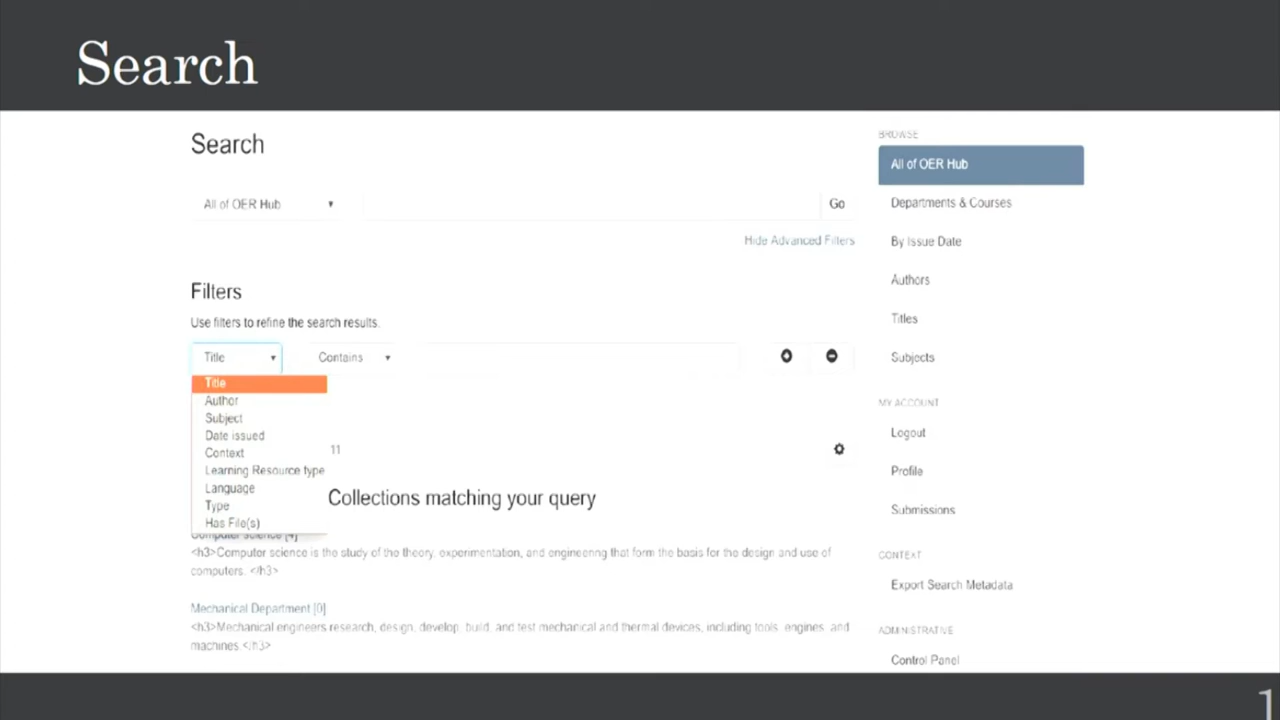 Search
Search
All of OER Hub
Go
Hide Advanced Filters
Filters
Use filters to refine the search results.
Title
Contains
Title
Author
Subject
Date issued
Context
Learning Resource type
Language
Type
Has File(s)
11
Collections matching your query
Computer science [4]
<h3>Computer science is the study of the theory, experimentation, and engineering that form the basis for the design and use of
computers. </h3>
Mechanical Department [0]
<h3>Mechanical engineers research, design, develop, build, and test mechanical and thermal devices, including tools, engines, and
machines.</h3>
BROWSE
All of OER Hub
Departments & Courses
By Issue Date
Authors
Titles
Subjects
MY ACCOUNT
Logout
Profile
Submissions
CONTEXT
Export Search Metadata
ADMINISTRATIVE
Control Panel
1